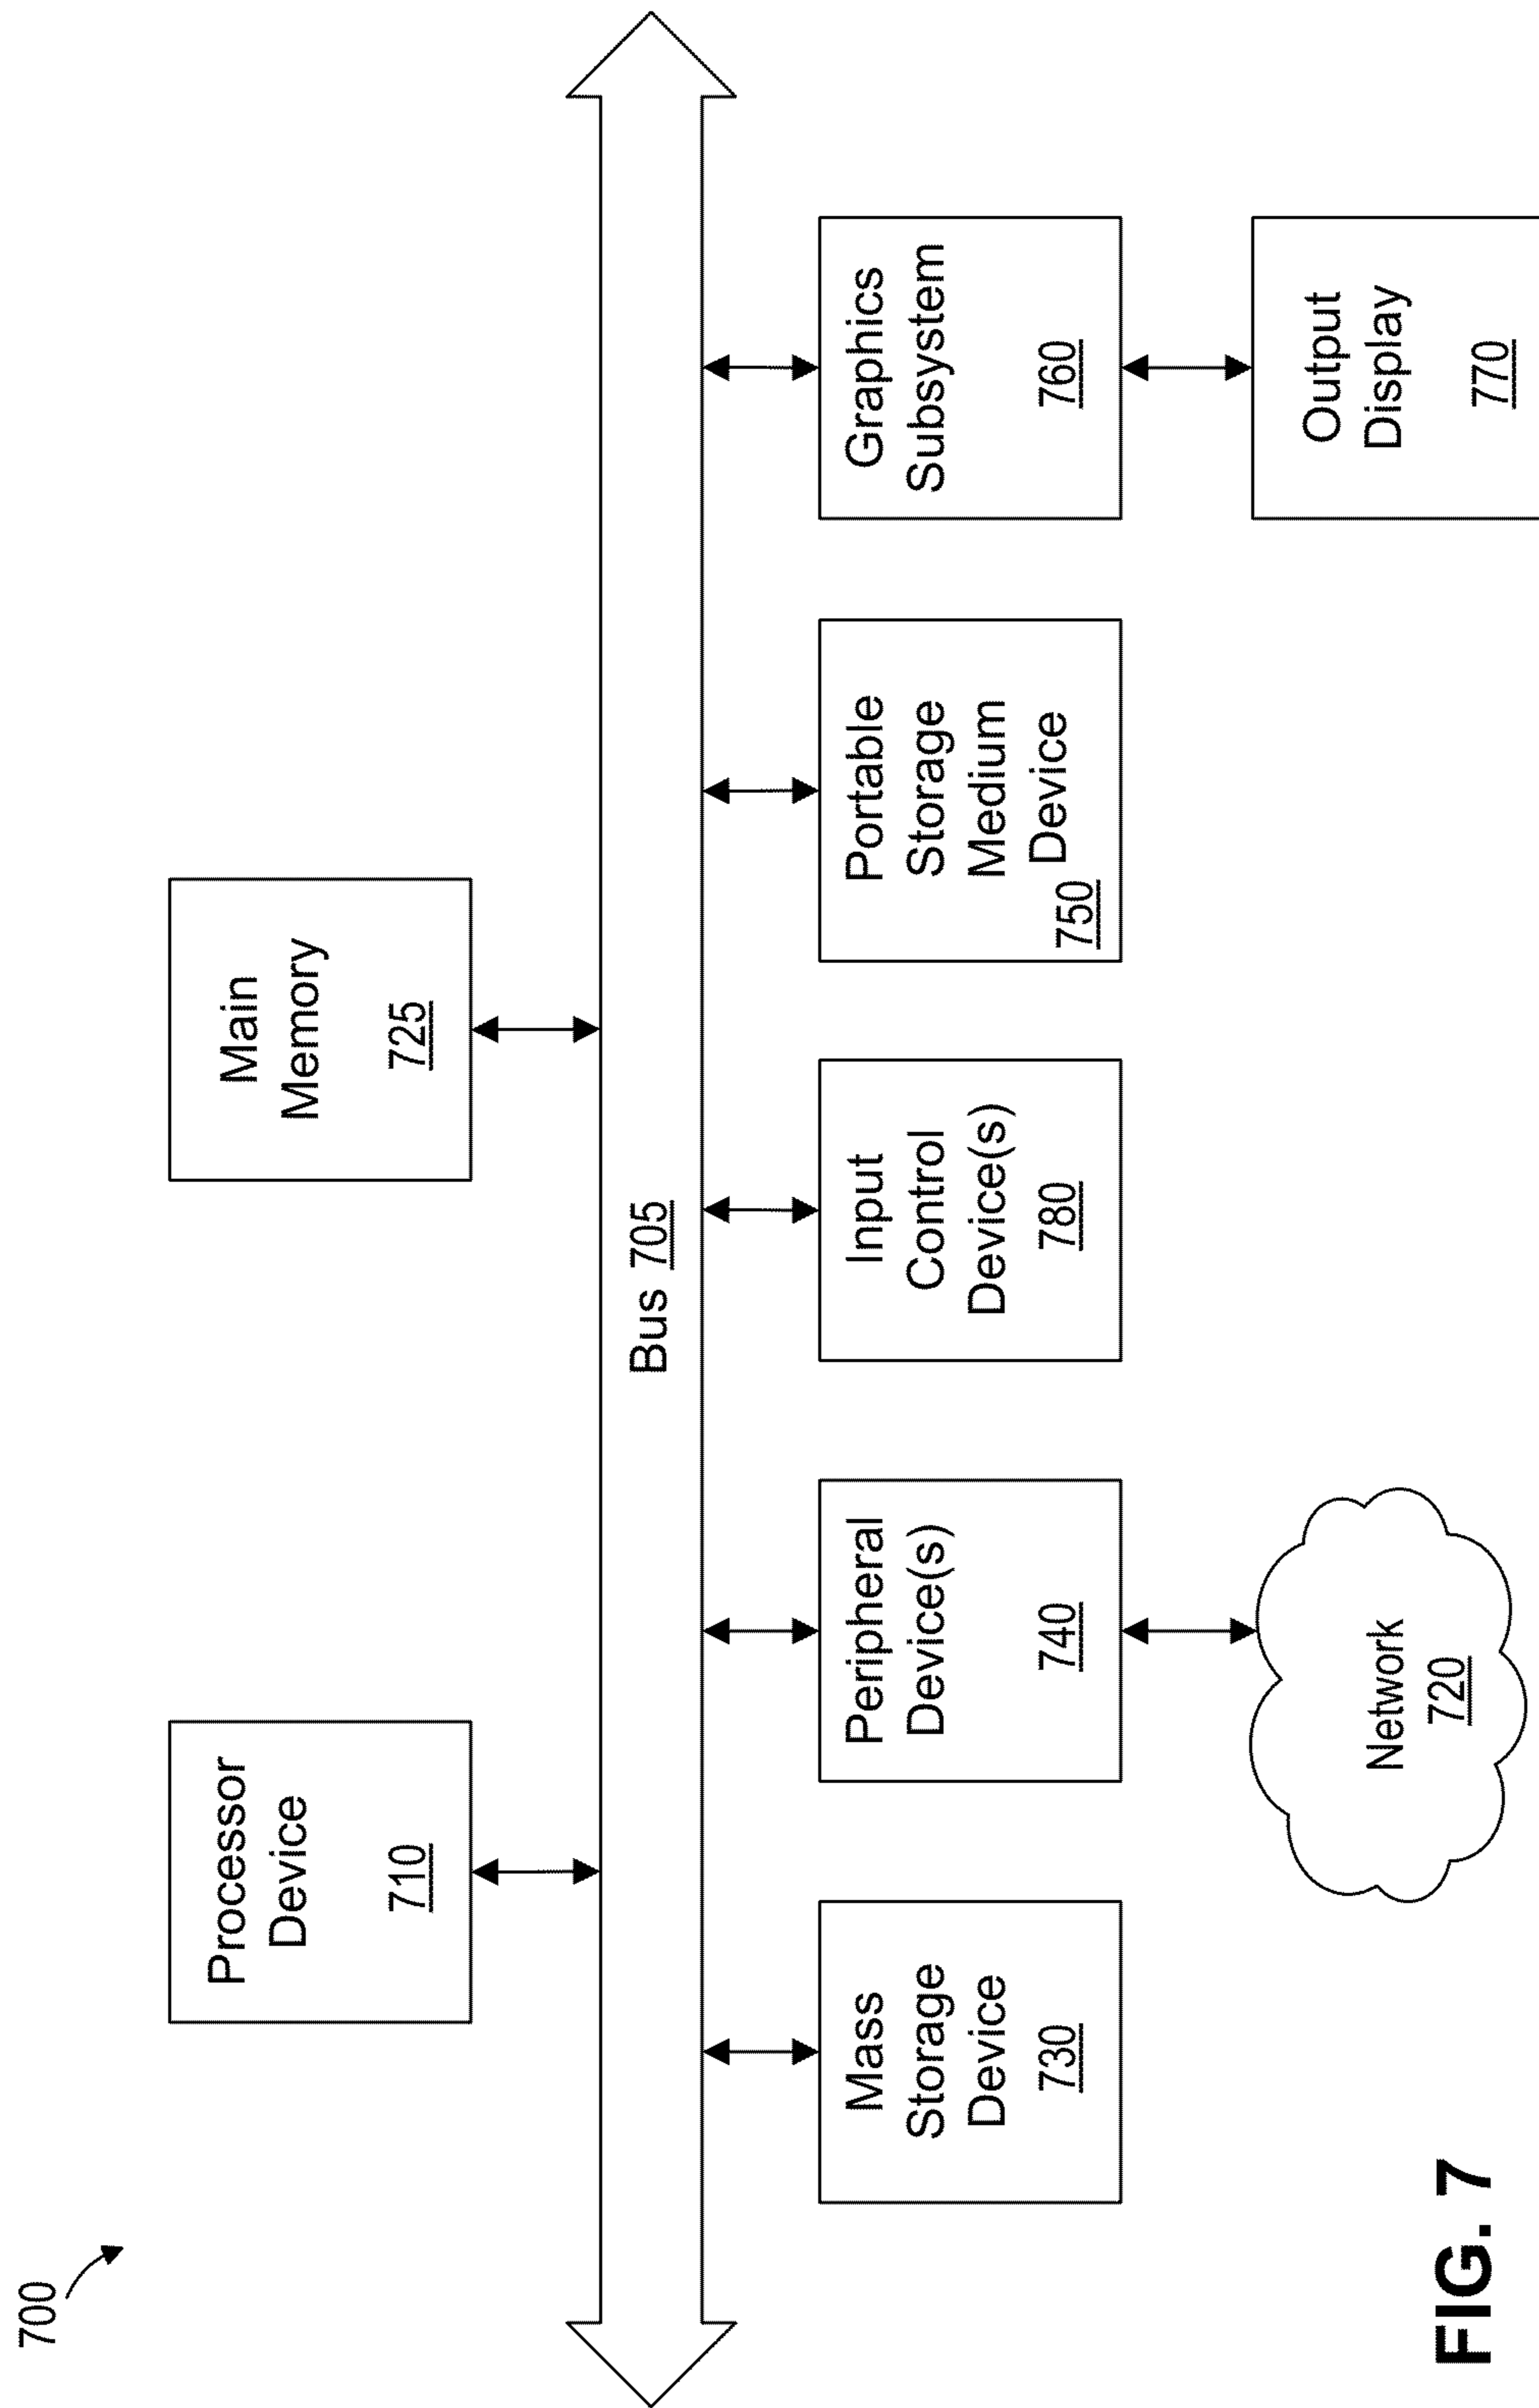 700
Processor
Device
710
Main
Memory
725
Bus 705
Mass
Storage
Device
730
Peripheral
Device(s)
740
Input
Control
Device(s)
780
Portable
Storage
Medium
Device
750
Graphics
Subsystem
760
Network
720
Output
Display
770
FIG. 7